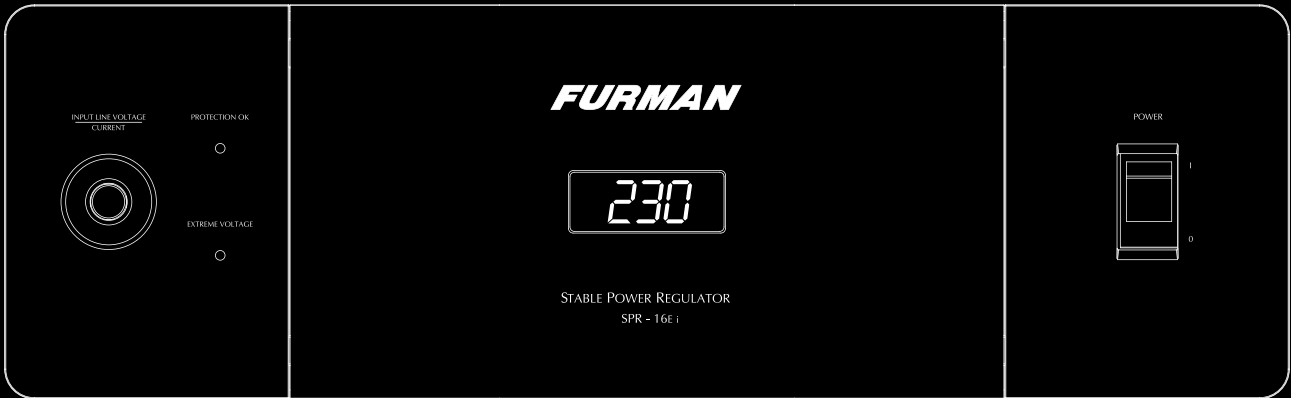 INPUT LINE VOLTAGE
CURRENT
PROTECTION OK
EXTREME VOLTAGE
FURMAN
230
STABLE POWER REGULATOR
SPR - 16E i
POWER
I
0